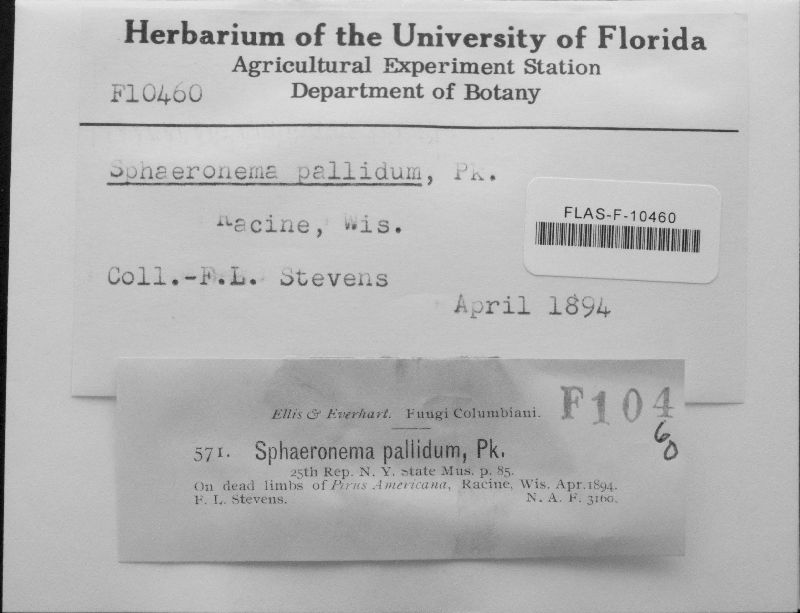 Herbarium of the University of Florida
Agricultural Experiment Station
F10460 Department of Botany
Sphaeronema pallidum, Pk.
Racine, Wis.
FLAS-F-10460
Coll.-F.L. Stevens
April 1894
Ellis & Everhart. Fungi Columbiani. F104
60
571. Sphaeronema pallidum, Pk.
25th Rep. N. Y. State Mus. p. 85.
On dead limbs of Pirus Americana, Racine, Wis. Apr. 1894.
F. L. Stevens. N. A. F. 3160.